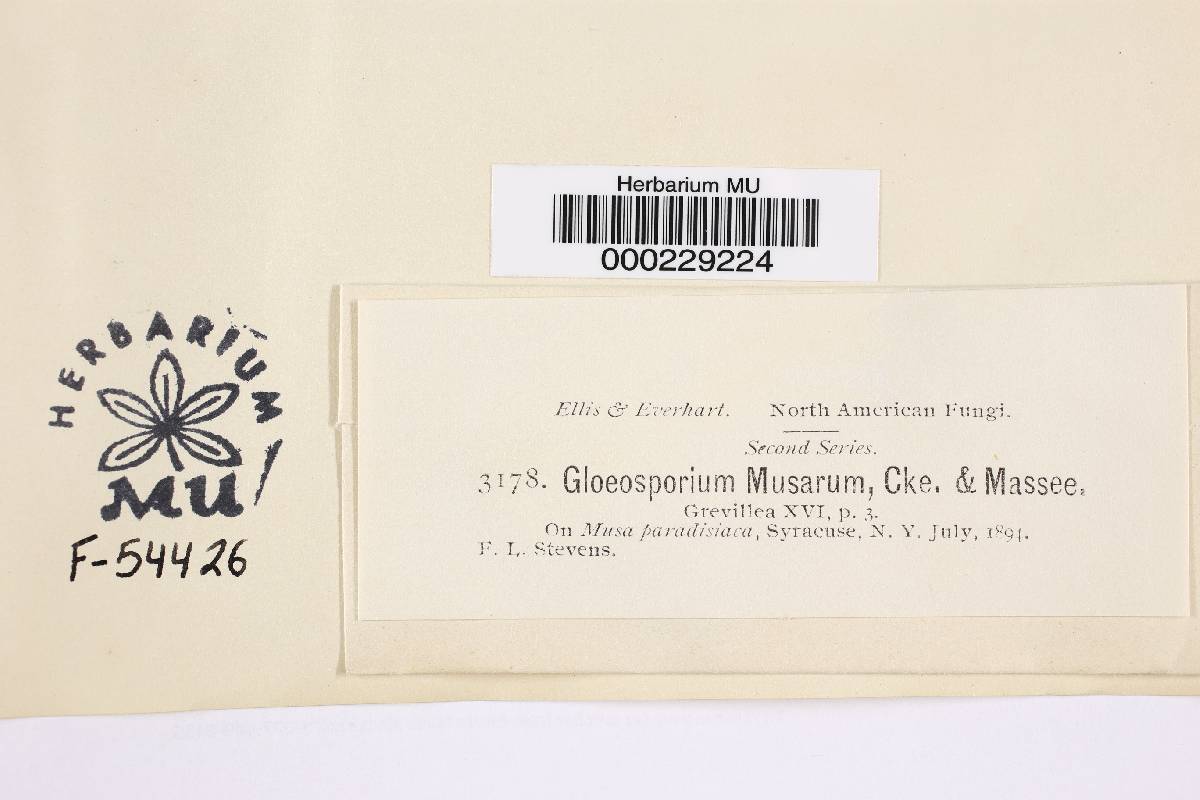 Herbarium MU
000229224
HERBARIUM
MU
F-54426
Ellis & Everhart. North American Fungi.
Second Series.
3178. Gloeosporium Musarum, Cke. & Massee.
Grevillea XVI, p. 3.
On Musa paradisiaca, Syracuse, N. Y. July, 1894.
F. L. Stevens.